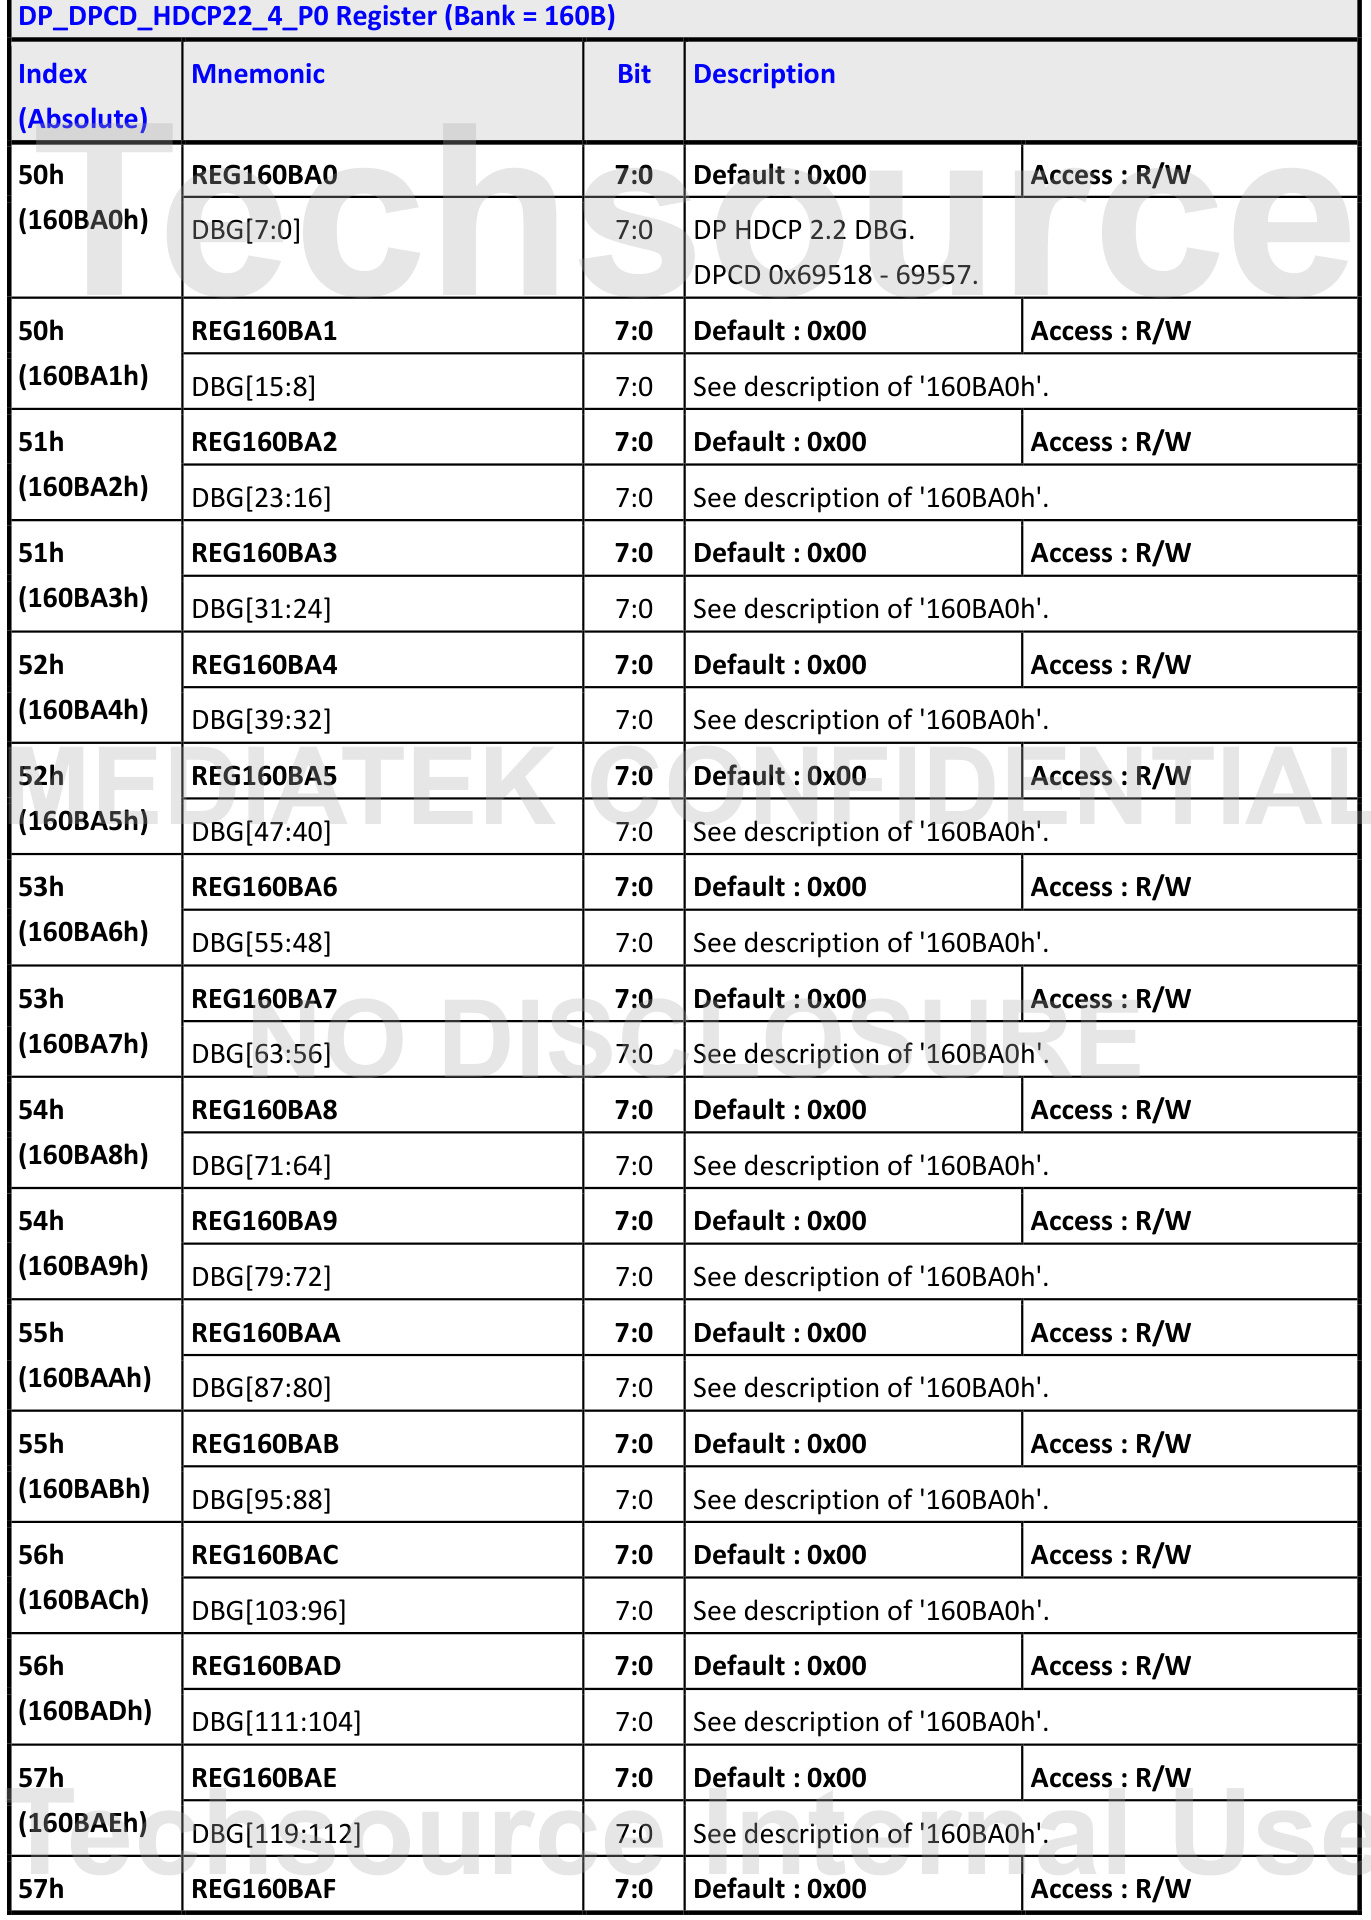 DP_DPCD_HDCP22_4_P0 Register (Bank = 160B)
Index (Absolute) Mnemonic Bit Description
50h (160BA0h) REG160BA0 7:0 Default : 0x00 Access : R/W
DBG[7:0] 7:0 DP HDCP 2.2 DBG.
DPCD 0x69518 - 69557.
50h (160BA1h) REG160BA1 7:0 Default : 0x00 Access : R/W
DBG[15:8] 7:0 See description of '160BA0h'.
51h (160BA2h) REG160BA2 7:0 Default : 0x00 Access : R/W
DBG[23:16] 7:0 See description of '160BA0h'.
51h (160BA3h) REG160BA3 7:0 Default : 0x00 Access : R/W
DBG[31:24] 7:0 See description of '160BA0h'.
52h (160BA4h) REG160BA4 7:0 Default : 0x00 Access : R/W
DBG[39:32] 7:0 See description of '160BA0h'.
52h (160BA5h) REG160BA5 7:0 Default : 0x00 Access : R/W
DBG[47:40] 7:0 See description of '160BA0h'.
53h (160BA6h) REG160BA6 7:0 Default : 0x00 Access : R/W
DBG[55:48] 7:0 See description of '160BA0h'.
53h (160BA7h) REG160BA7 7:0 Default : 0x00 Access : R/W
DBG[63:56] 7:0 See description of '160BA0h'.
54h (160BA8h) REG160BA8 7:0 Default : 0x00 Access : R/W
DBG[71:64] 7:0 See description of '160BA0h'.
54h (160BA9h) REG160BA9 7:0 Default : 0x00 Access : R/W
DBG[79:72] 7:0 See description of '160BA0h'.
55h (160BAAh) REG160BAA 7:0 Default : 0x00 Access : R/W
DBG[87:80] 7:0 See description of '160BA0h'.
55h (160BABh) REG160BAB 7:0 Default : 0x00 Access : R/W
DBG[95:88] 7:0 See description of '160BA0h'.
56h (160BACh) REG160BAC 7:0 Default : 0x00 Access : R/W
DBG[103:96] 7:0 See description of '160BA0h'.
56h (160BADh) REG160BAD 7:0 Default : 0x00 Access : R/W
DBG[111:104] 7:0 See description of '160BA0h'.
57h (160BAEh) REG160BAE 7:0 Default : 0x00 Access : R/W
DBG[119:112] 7:0 See description of '160BA0h'.
57h REG160BAF 7:0 Default : 0x00 Access : R/W
Techsource
MEDIATEK CONFIDENTIAL
NO DISCLOSURE
Techsource Internal Use